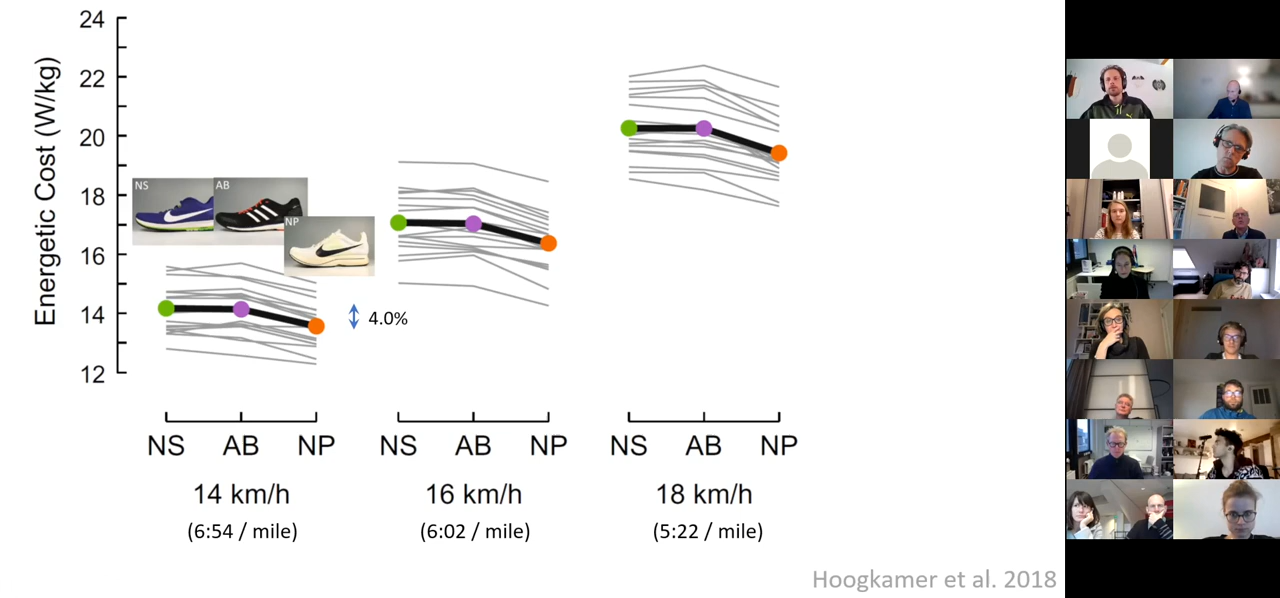 24
22
20
18
16
14
12
Energetic Cost (W/kg)
NS
AB
NP
4.0%
NS AB NP
NS AB NP
NS AB NP
14 km/h
16 km/h
18 km/h
(6:54 / mile)
(6:02 / mile)
(5:22 / mile)
Hoogkamer et al. 2018